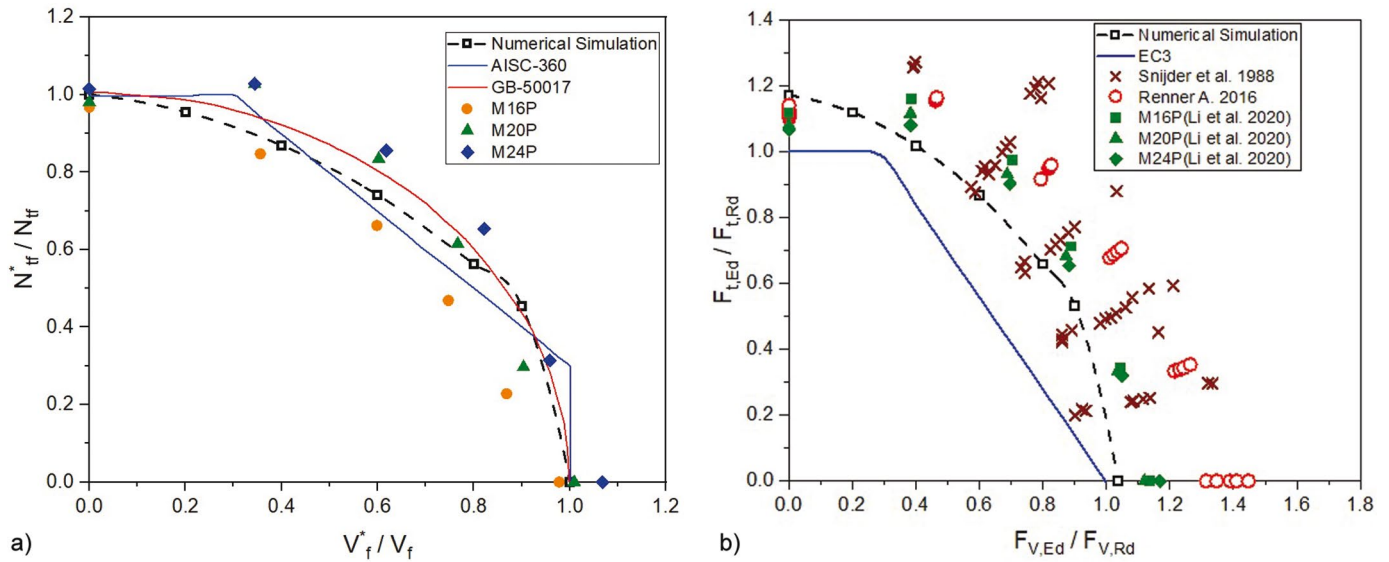 1.2
1.0
0.8
0.6
0.4
0.2
0.0
N*tf / Ntf
Numerical Simulation
AISC-360
GB-50017
M16P
M20P
M24P
0.0 0.2 0.4 0.6 0.8 1.0 1.2
V*f / Vf
a)
1.4
1.2
1.0
0.8
0.6
0.4
0.2
0.0
Ft,Ed / Ft,Rd
Numerical Simulation
EC3
Snijder et al. 1988
Renner A. 2016
M16P(Li et al. 2020)
M20P(Li et al. 2020)
M24P(Li et al. 2020)
0.0 0.2 0.4 0.6 0.8 1.0 1.2 1.4 1.6 1.8
FV,Ed / FV,Rd
b)